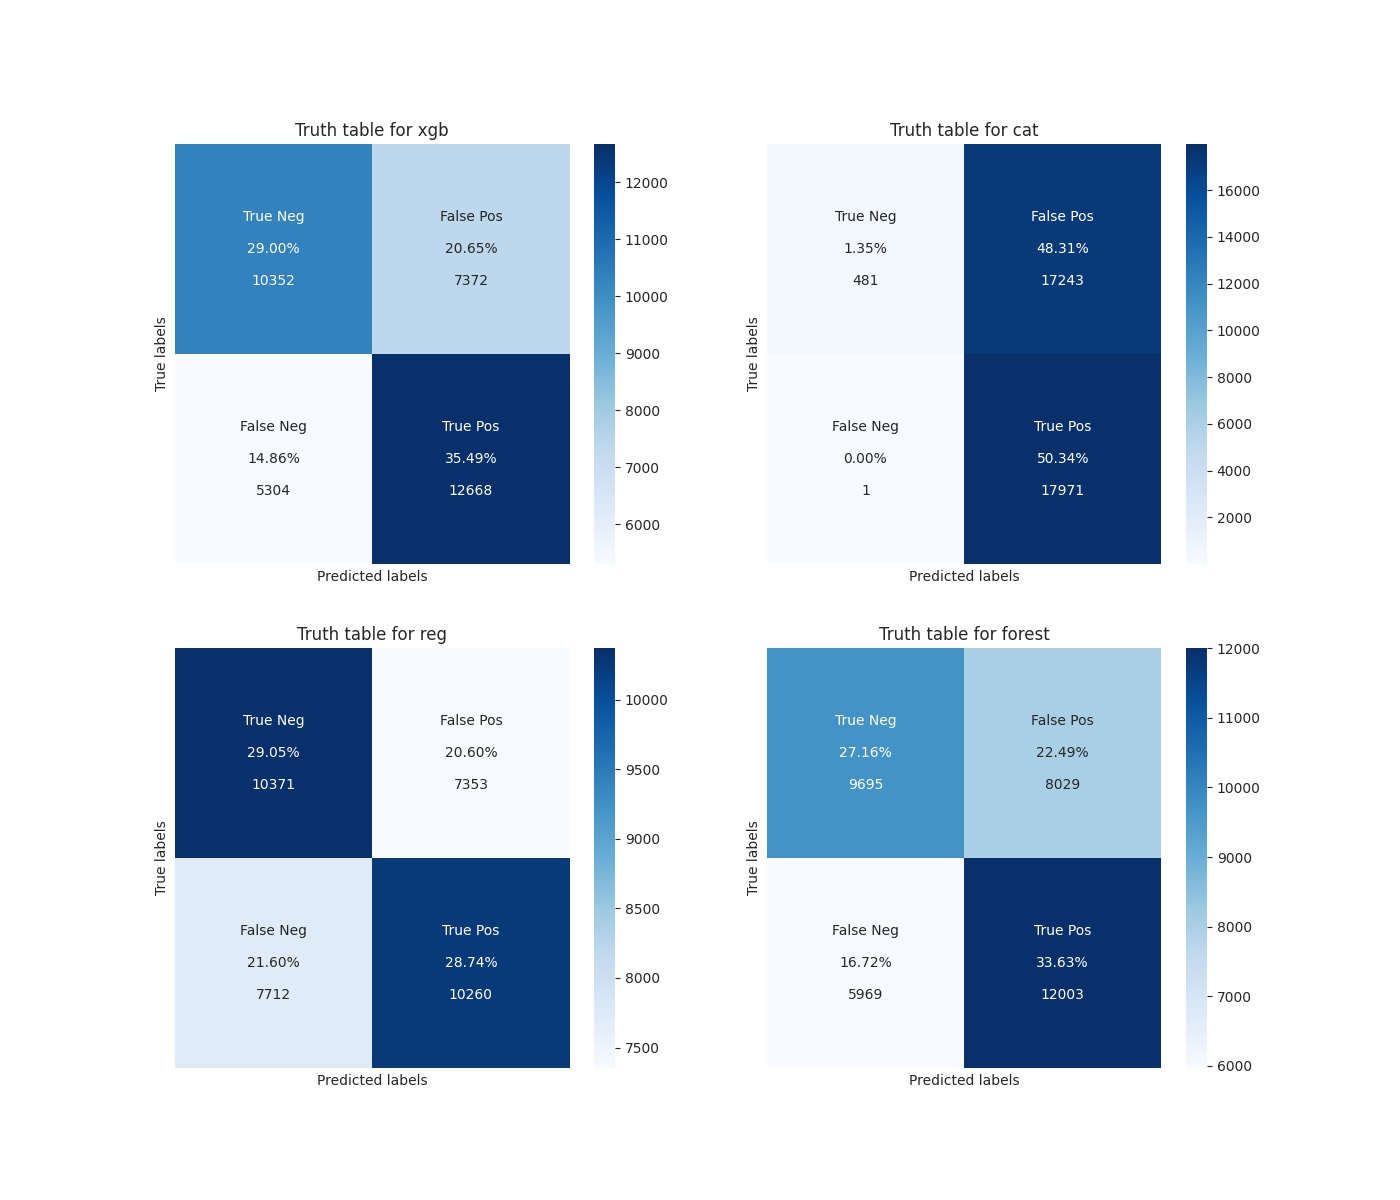 Truth table for xgb
True labels
True Neg
29.00%
10352
False Pos
20.65%
7372
False Neg
14.86%
5304
True Pos
35.49%
12668
Predicted labels
12000
11000
10000
9000
8000
7000
6000
Truth table for cat
True labels
True Neg
1.35%
481
False Pos
48.31%
17243
False Neg
0.00%
1
True Pos
50.34%
17971
Predicted labels
16000
14000
12000
10000
8000
6000
4000
2000
Truth table for reg
True labels
True Neg
29.05%
10371
False Pos
20.60%
7353
False Neg
21.60%
7712
True Pos
28.74%
10260
Predicted labels
10000
9500
9000
8500
8000
7500
Truth table for forest
True labels
True Neg
27.16%
9695
False Pos
22.49%
8029
False Neg
16.72%
5969
True Pos
33.63%
12003
Predicted labels
12000
11000
10000
9000
8000
7000
6000